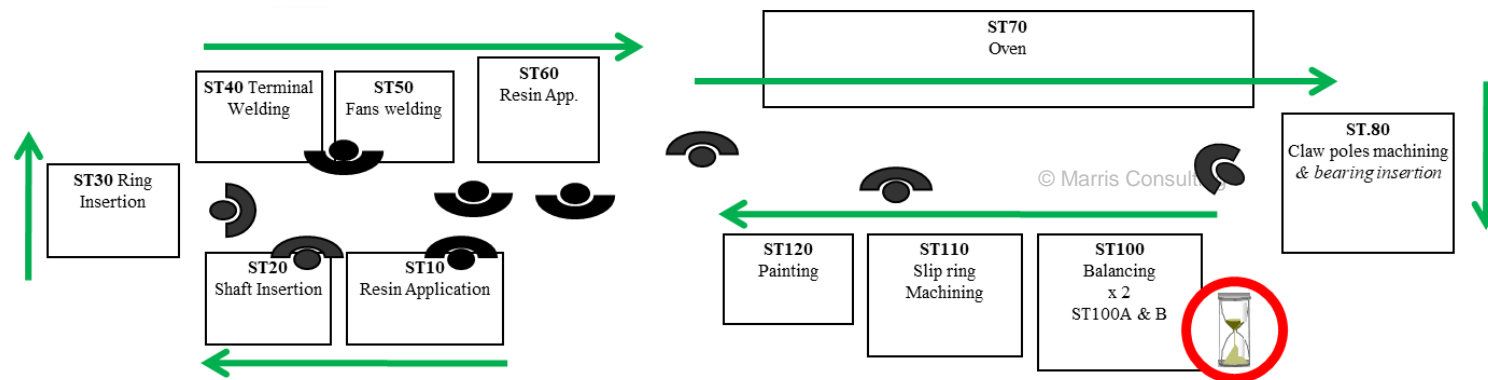 ST70
Oven
ST40 Terminal
Welding
ST50
Fans welding
ST60
Resin App.
ST.80
Claw poles machining
& bearing insertion
ST30 Ring
Insertion
© Marris Consulting
ST20
Shaft Insertion
ST10
Resin Application
ST120
Painting
ST110
Slip ring
Machining
ST100
Balancing
x 2
ST100A & B